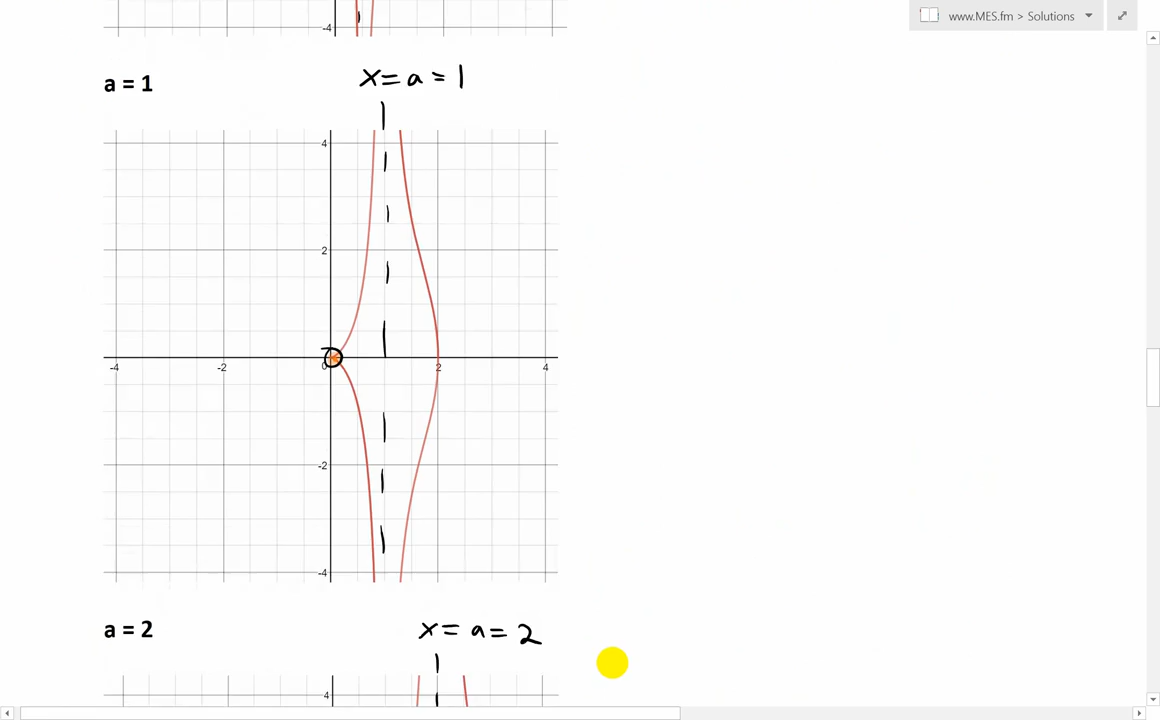 www.MES.fm > Solutions
-4
a = 1
x = a = 1
4
2
-4 -2 0 2 4
-2
-4
a = 2
x = a = 2
4